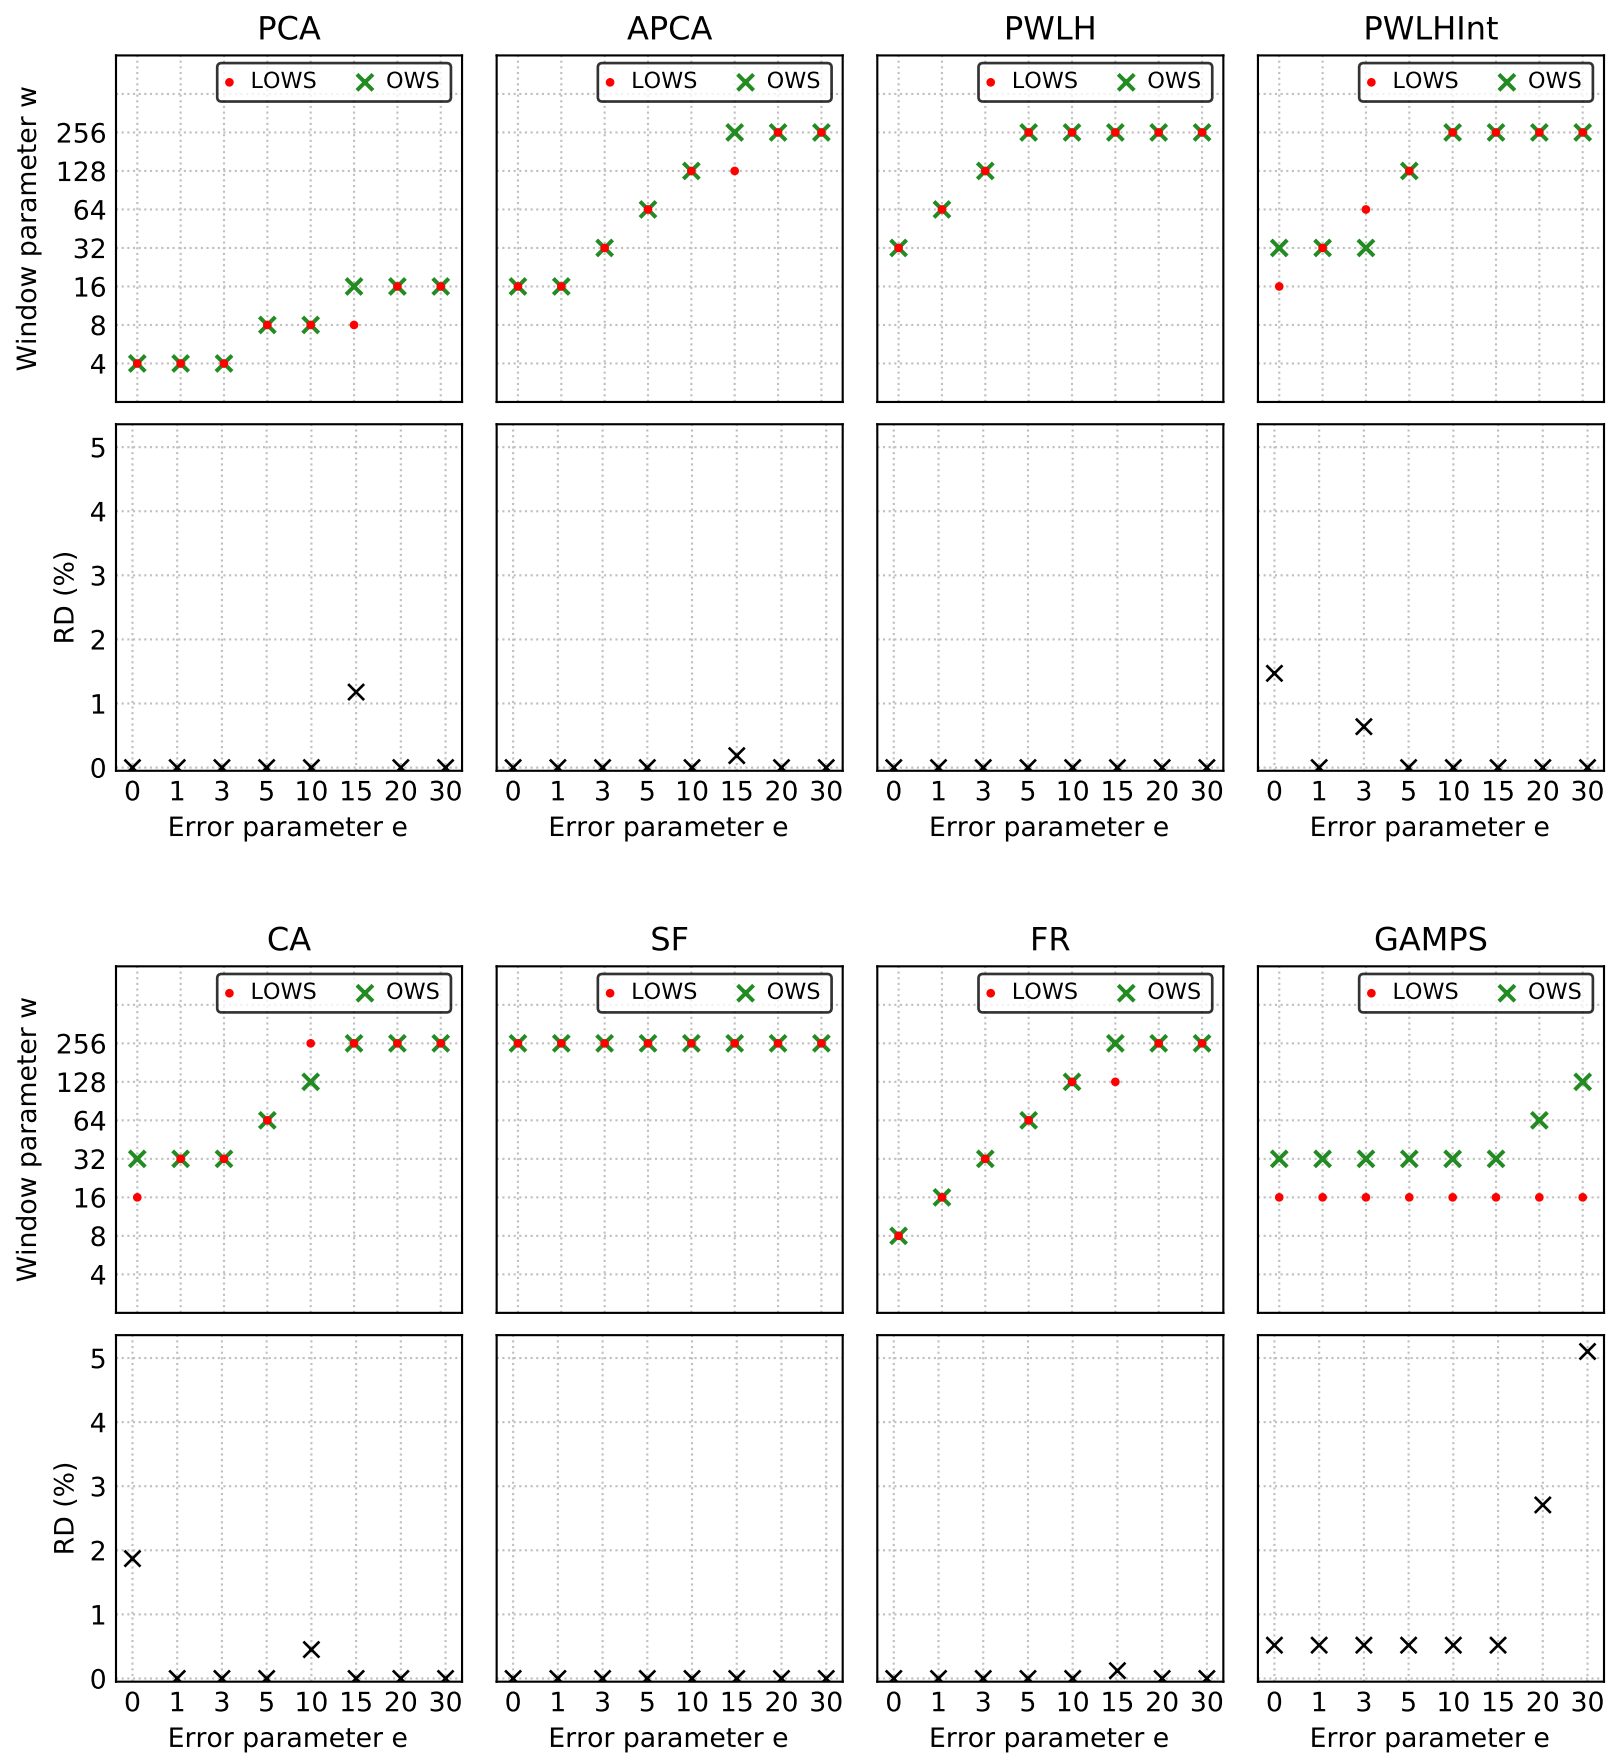 PCA APCA PWLH PWLHInt
LOWS OWS LOWS OWS LOWS OWS LOWS OWS
Window parameter w
256
128
64
32
16
8
4
RD (%)
5
4
3
2
1
0
0 1 3 5 10 15 20 30 0 1 3 5 10 15 20 30 0 1 3 5 10 15 20 30 0 1 3 5 10 15 20 30
Error parameter e Error parameter e Error parameter e Error parameter e
CA SF FR GAMPS
LOWS OWS LOWS OWS LOWS OWS LOWS OWS
Window parameter w
256
128
64
32
16
8
4
RD (%)
5
4
3
2
1
0
0 1 3 5 10 15 20 30 0 1 3 5 10 15 20 30 0 1 3 5 10 15 20 30 0 1 3 5 10 15 20 30
Error parameter e Error parameter e Error parameter e Error parameter e